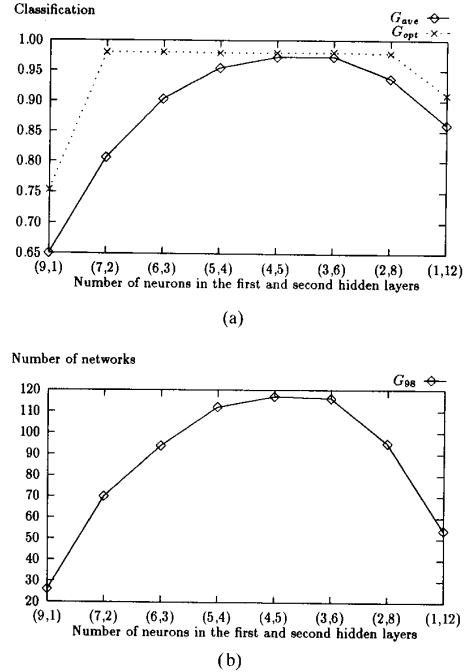 Classification
G_ave
G_opt
1.00
0.95
0.90
0.85
0.80
0.75
0.70
0.65
(9,1) (7,2) (6,3) (5,4) (4,5) (3,6) (2,8) (1,12)
Number of neurons in the first and second hidden layers
(a)
Number of networks
G_98
120
110
100
90
80
70
60
50
40
30
20
(9,1) (7,2) (6,3) (5,4) (4,5) (3,6) (2,8) (1,12)
Number of neurons in the first and second hidden layers
(b)